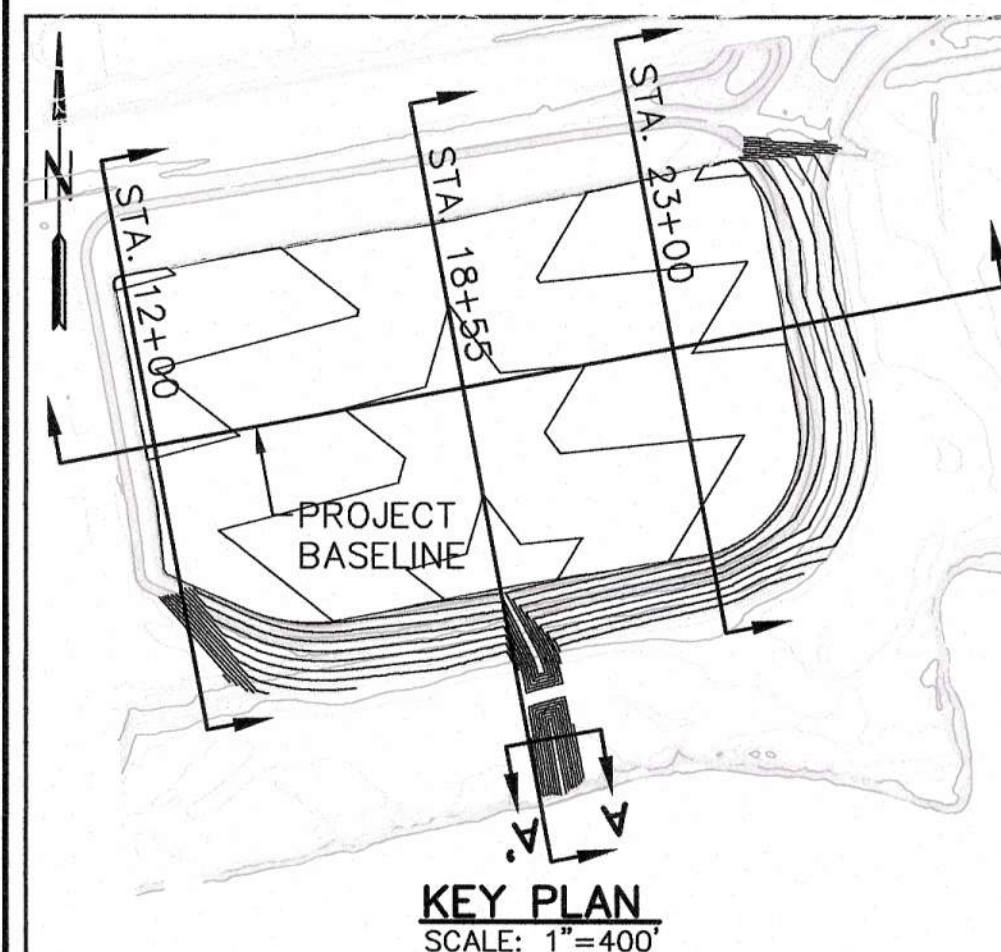 N
STA. 12+00
STA. 18+55
STA. 23+00
PROJECT
BASELINE
A'
A
KEY PLAN
SCALE: 1"=400'